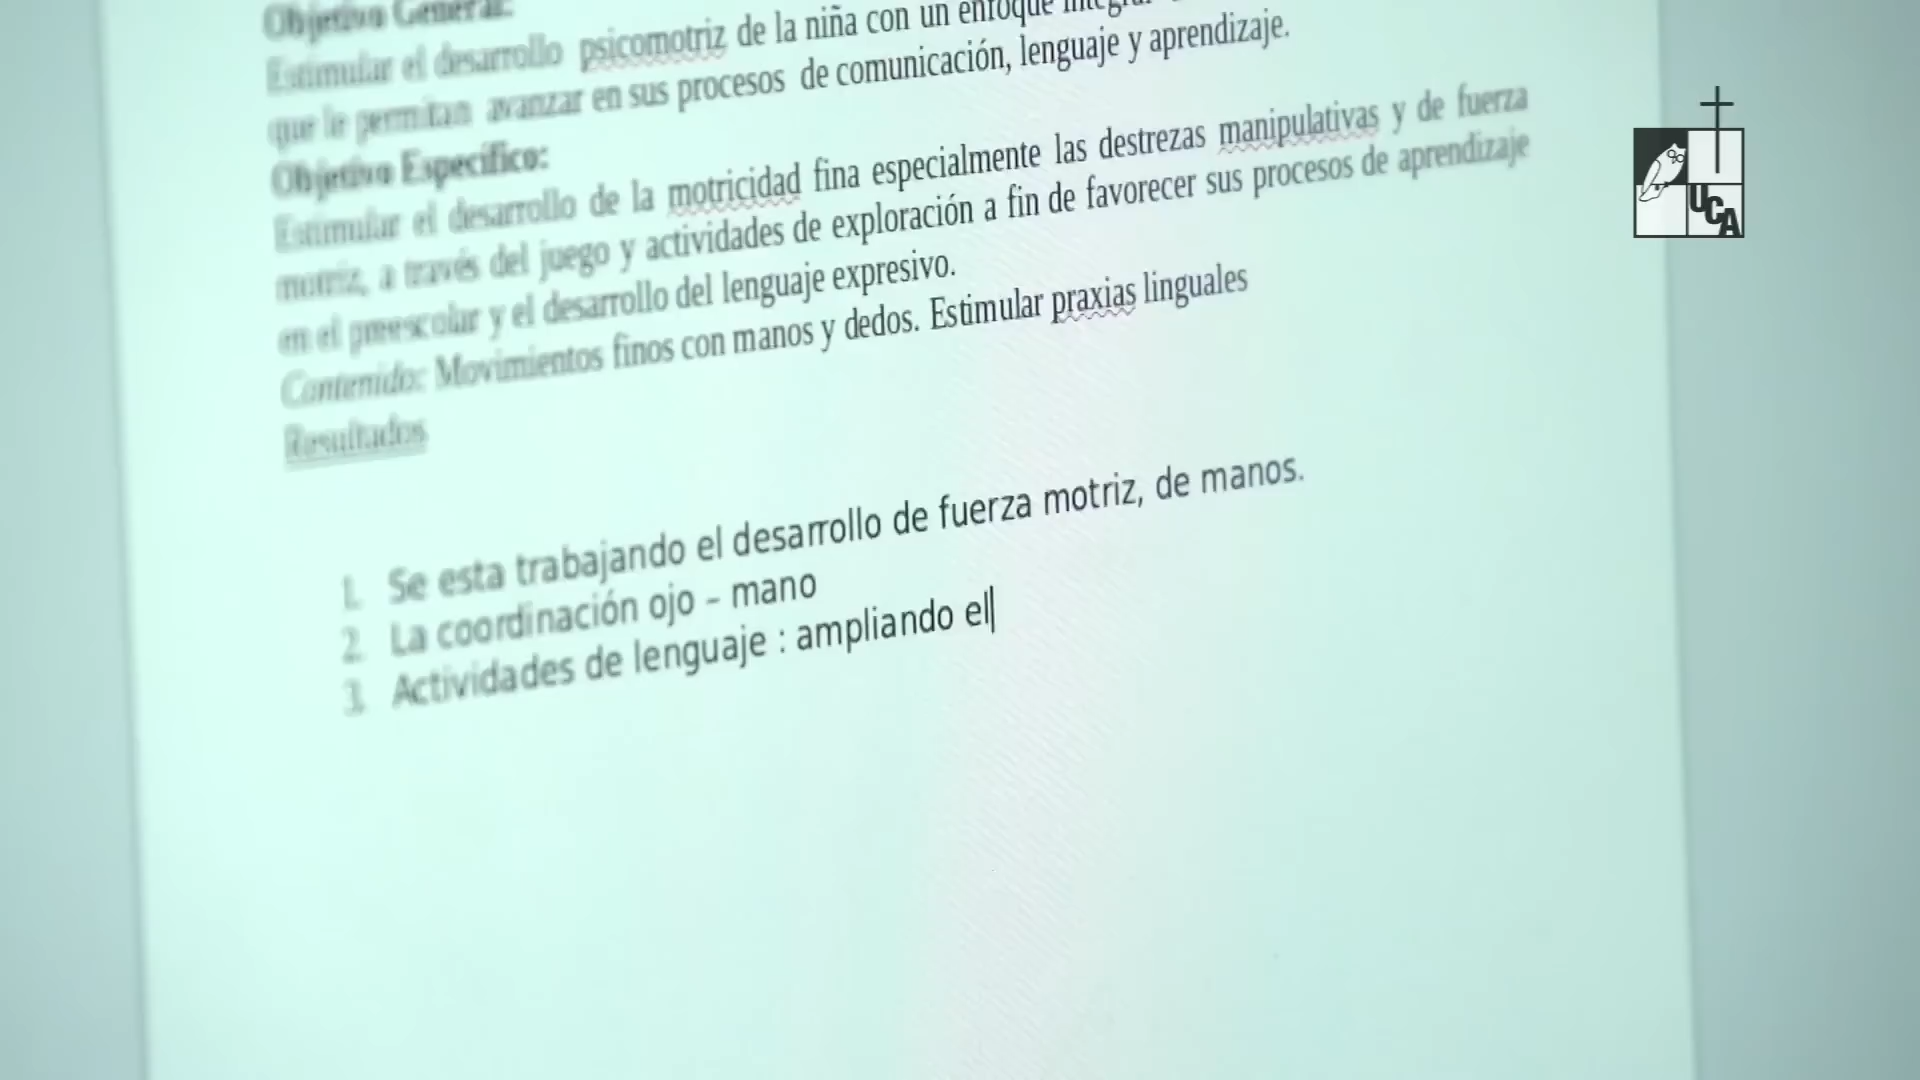 Objetivo General:
Estimular el desarrollo psicomotriz de la niña con un enfoque
que le permitan avanzar en sus procesos de comunicación, lenguaje y aprendizaje.
Objetivo Específico:
Estimular el desarrollo de la motricidad fina especialmente las destrezas manipulativas y de fuerza
motriz, a través del juego y actividades de exploración a fin de favorecer sus procesos de aprendizaje
en el preescolar y el desarrollo del lenguaje expresivo.
Contenido: Movimientos finos con manos y dedos. Estimular praxias linguales
Resultados
1. Se esta trabajando el desarrollo de fuerza motriz, de manos.
2. La coordinación ojo – mano
3. Actividades de lenguaje : ampliando el
UCA